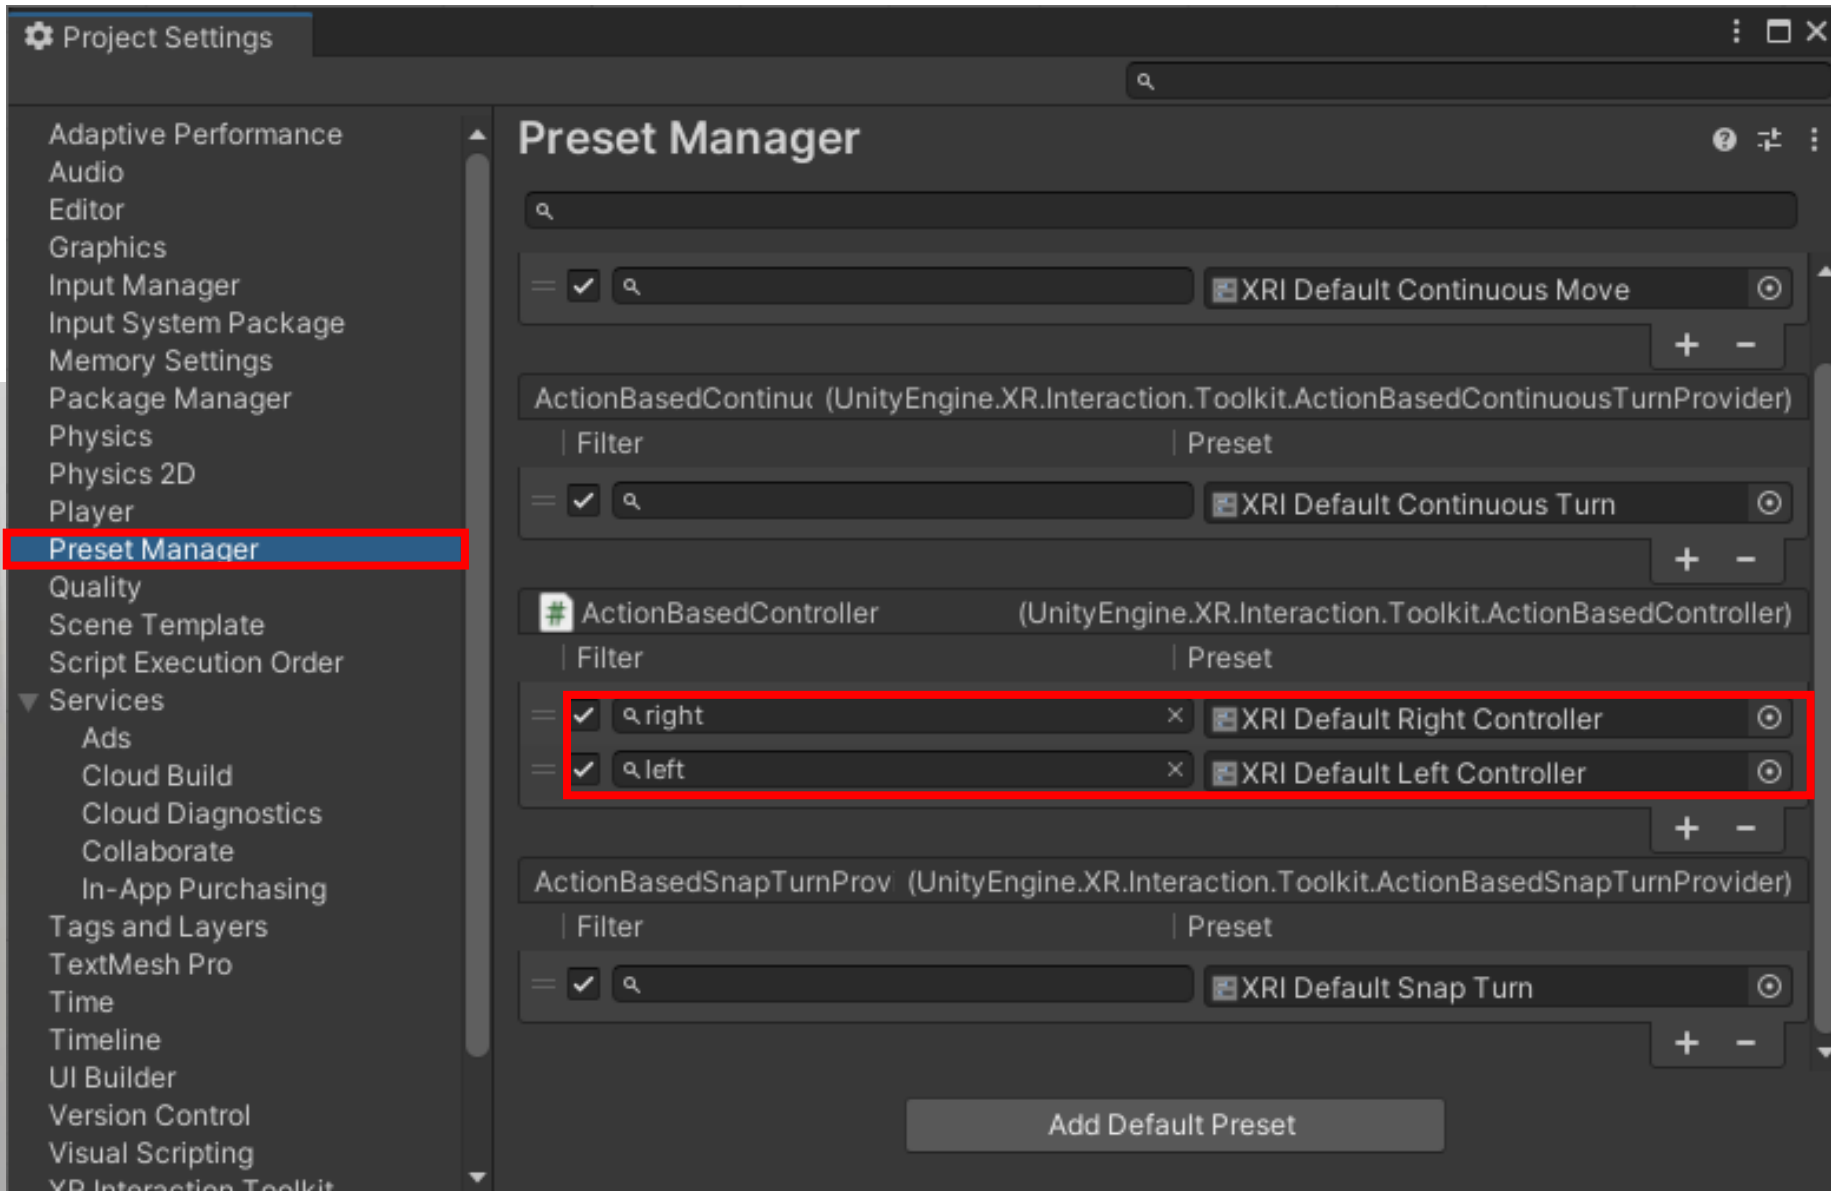 Project Settings
Adaptive Performance
Audio
Editor
Graphics
Input Manager
Input System Package
Memory Settings
Package Manager
Physics
Physics 2D
Player
Preset Manager
Quality
Scene Template
Script Execution Order
Services
Ads
Cloud Build
Cloud Diagnostics
Collaborate
In-App Purchasing
Tags and Layers
TextMesh Pro
Time
Timeline
UI Builder
Version Control
Visual Scripting
XR Interaction Toolkit
Preset Manager
XRI Default Continuous Move
ActionBasedContinuc (UnityEngine.XR.Interaction.Toolkit.ActionBasedContinuousTurnProvider)
Filter Preset
XRI Default Continuous Turn
ActionBasedController (UnityEngine.XR.Interaction.Toolkit.ActionBasedController)
Filter Preset
right XRI Default Right Controller
left XRI Default Left Controller
ActionBasedSnapTurnProv (UnityEngine.XR.Interaction.Toolkit.ActionBasedSnapTurnProvider)
Filter Preset
XRI Default Snap Turn
Add Default Preset